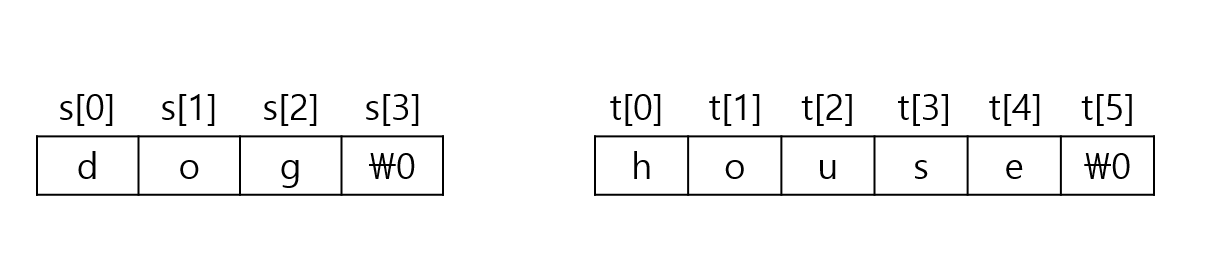 s[0] s[1] s[2] s[3] t[0] t[1] t[2] t[3] t[4] t[5]
d o g ₩0 h o u s e ₩0